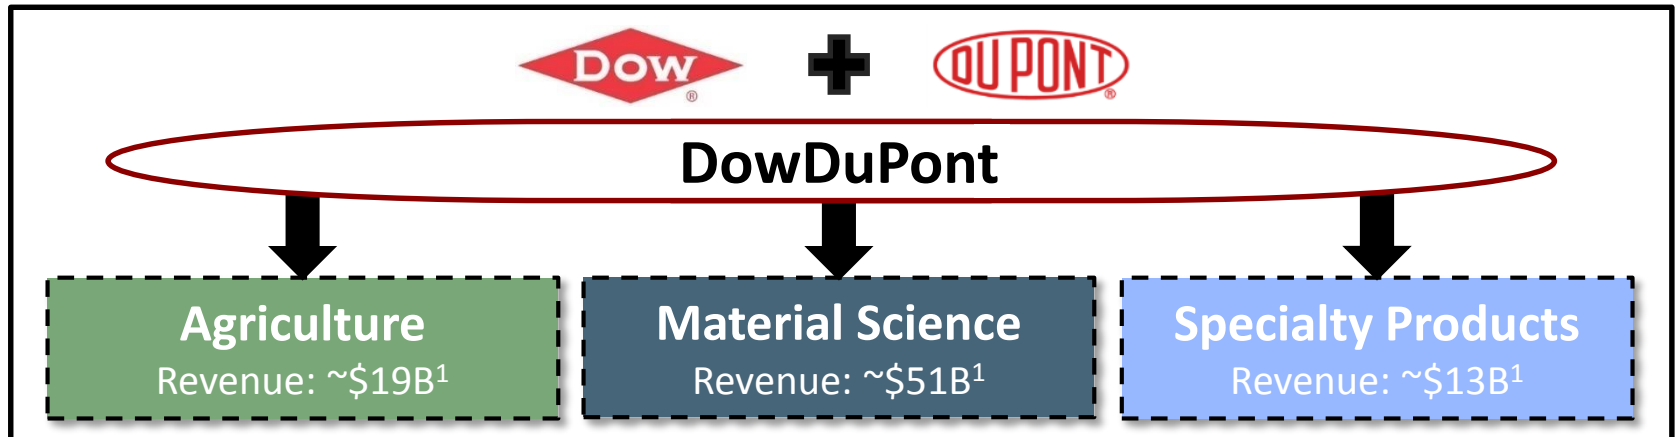 DOW ®
DUPONT ®
DowDuPont
Agriculture
Revenue: ~$19B¹
Material Science
Revenue: ~$51B¹
Specialty Products
Revenue: ~$13B¹